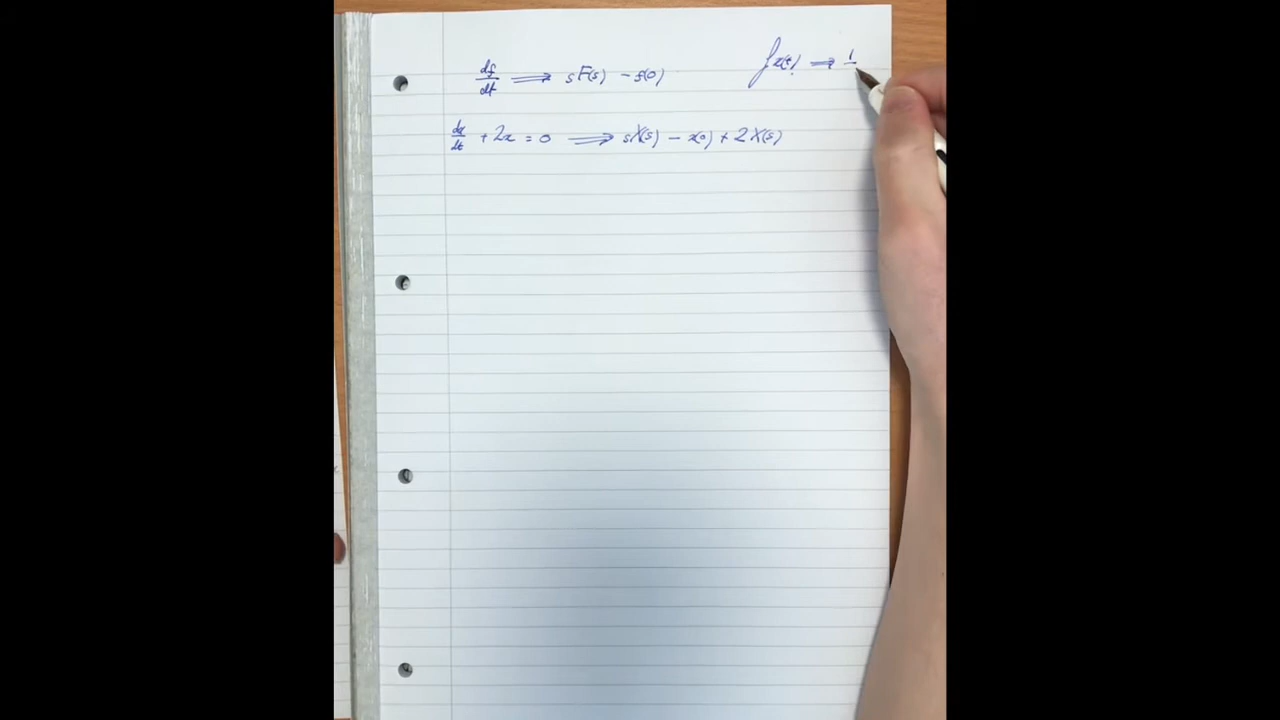 df/dt ⟹ sF(s) − f(0)
∫x(t) ⟹ 1
dx/dt + 2x = 0 ⟹ sX(s) − x(0) + 2X(s)